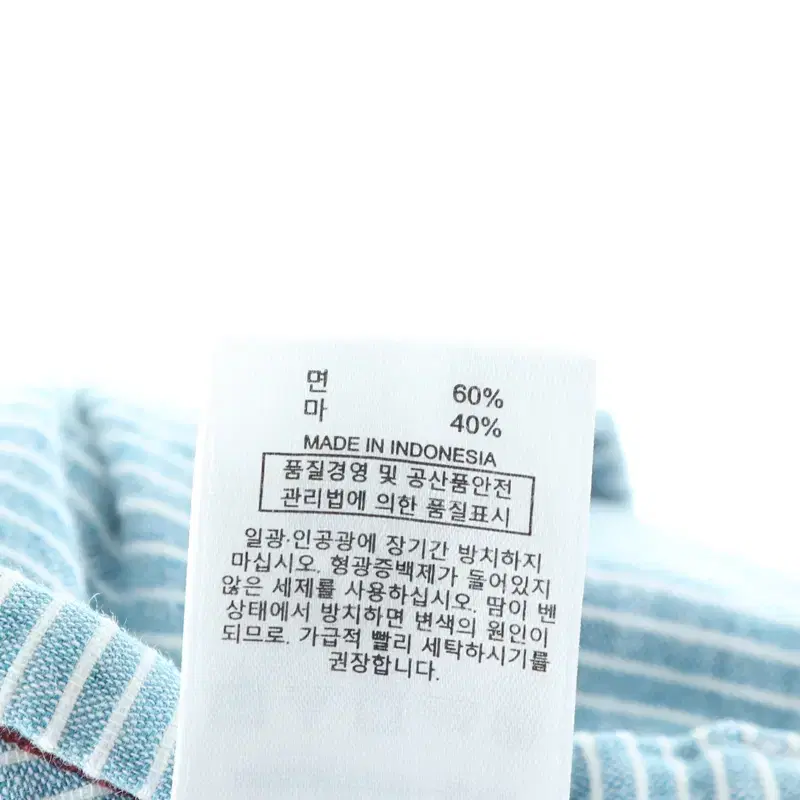 면 60%
마 40%
MADE IN INDONESIA
품질경영 및 공산품안전
관리법에 의한 품질표시
일광·인공광에 장기간 방치하지
마십시오. 형광증백제가 들어있지
않은 세제를 사용하십시오. 땀이 벤
상태에서 방치하면 변색의 원인이
되므로. 가급적 빨리 세탁하시기를
권장합니다.